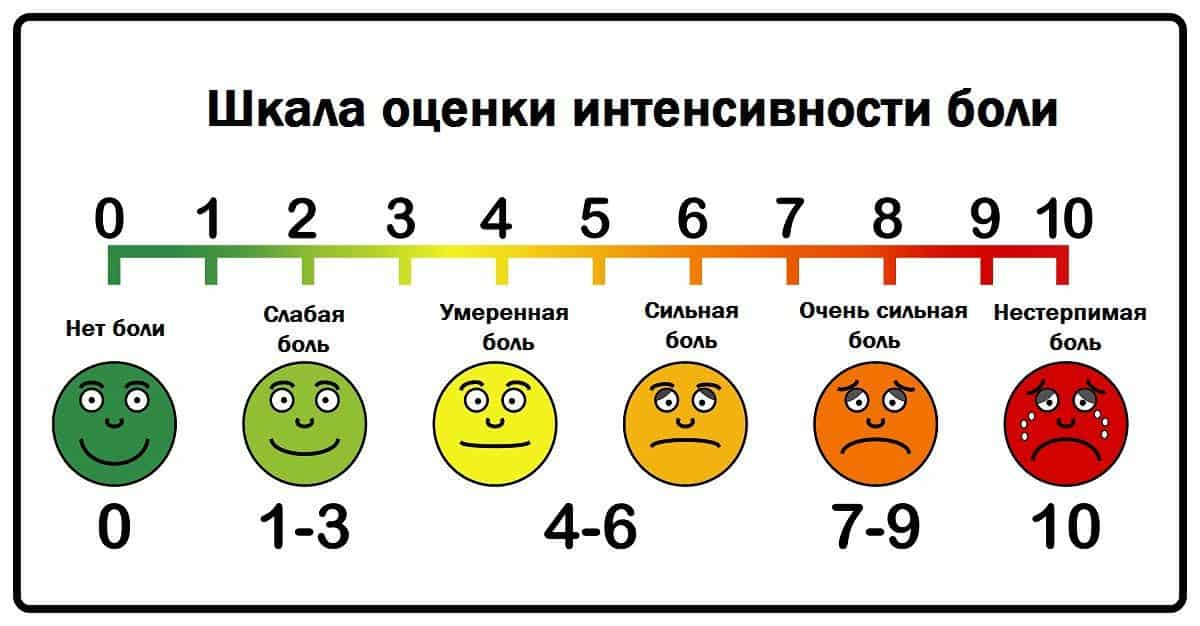 Шкала оценки интенсивности боли
0 1 2 3 4 5 6 7 8 9 10
Нет боли
Слабая
боль
Умеренная
боль
Сильная
боль
Очень сильная
боль
Нестерпимая
боль
0 1-3 4-6 7-9 10